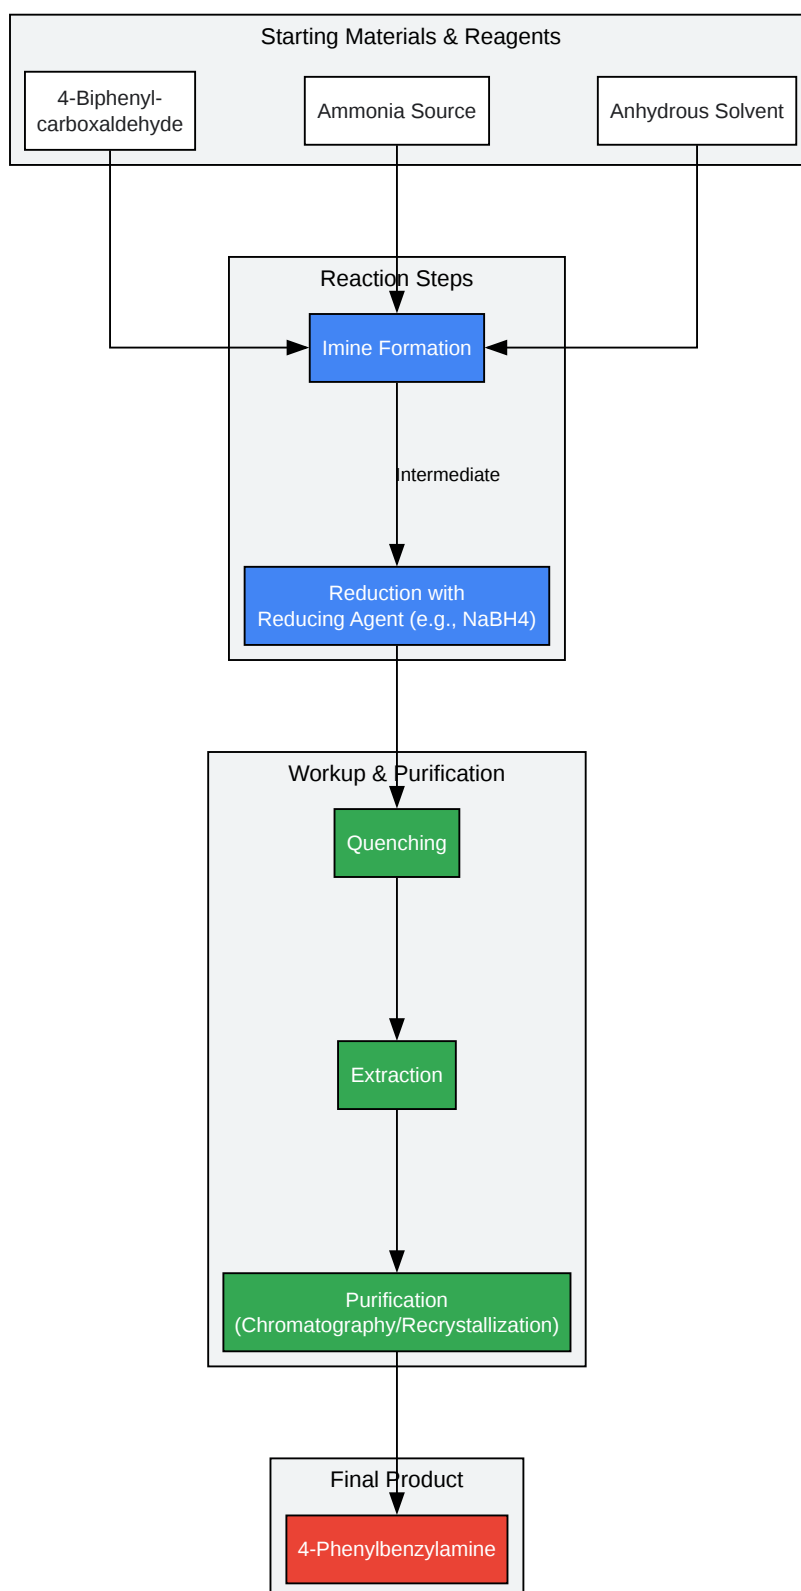 Starting Materials & Reagents
4-Biphenyl-
carboxaldehyde
Ammonia Source
Anhydrous Solvent
Reaction Steps
Imine Formation
Intermediate
Reduction with
Reducing Agent (e.g., NaBH4)
Workup & Purification
Quenching
Extraction
Purification
(Chromatography/Recrystallization)
Final Product
4-Phenylbenzylamine